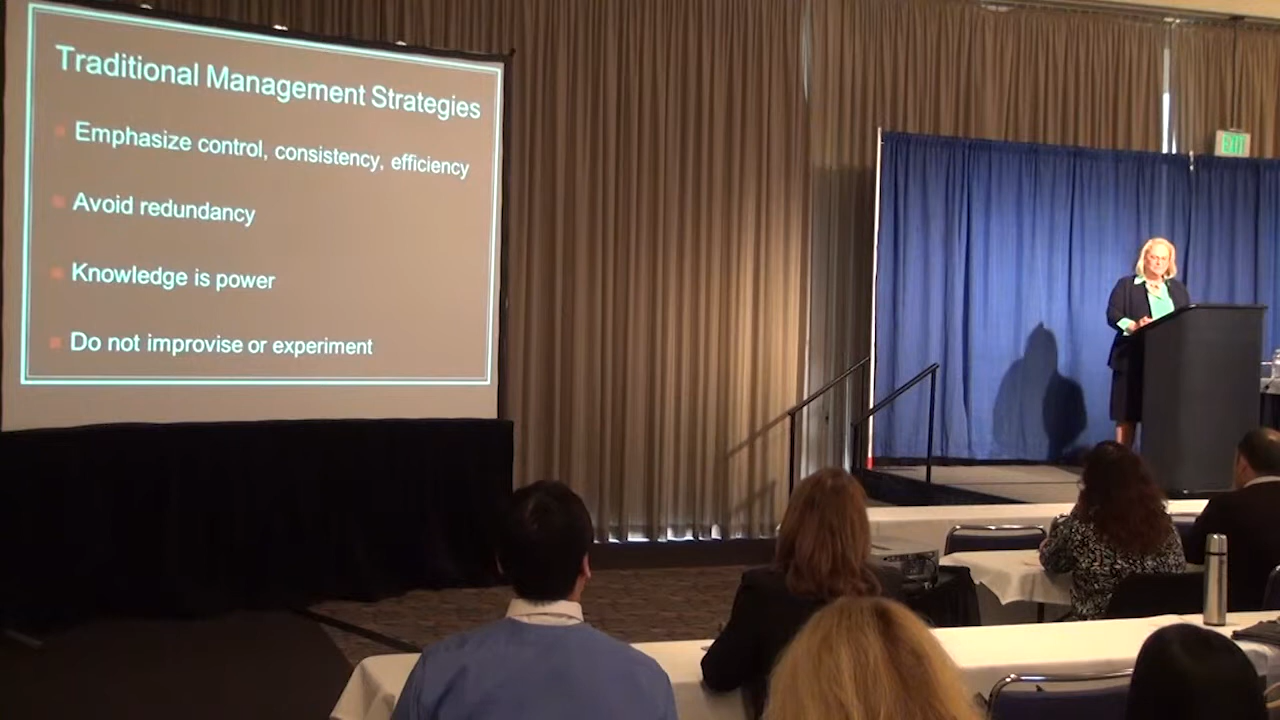 Traditional Management Strategies
Emphasize control, consistency, efficiency
Avoid redundancy
Knowledge is power
Do not improvise or experiment
EXIT